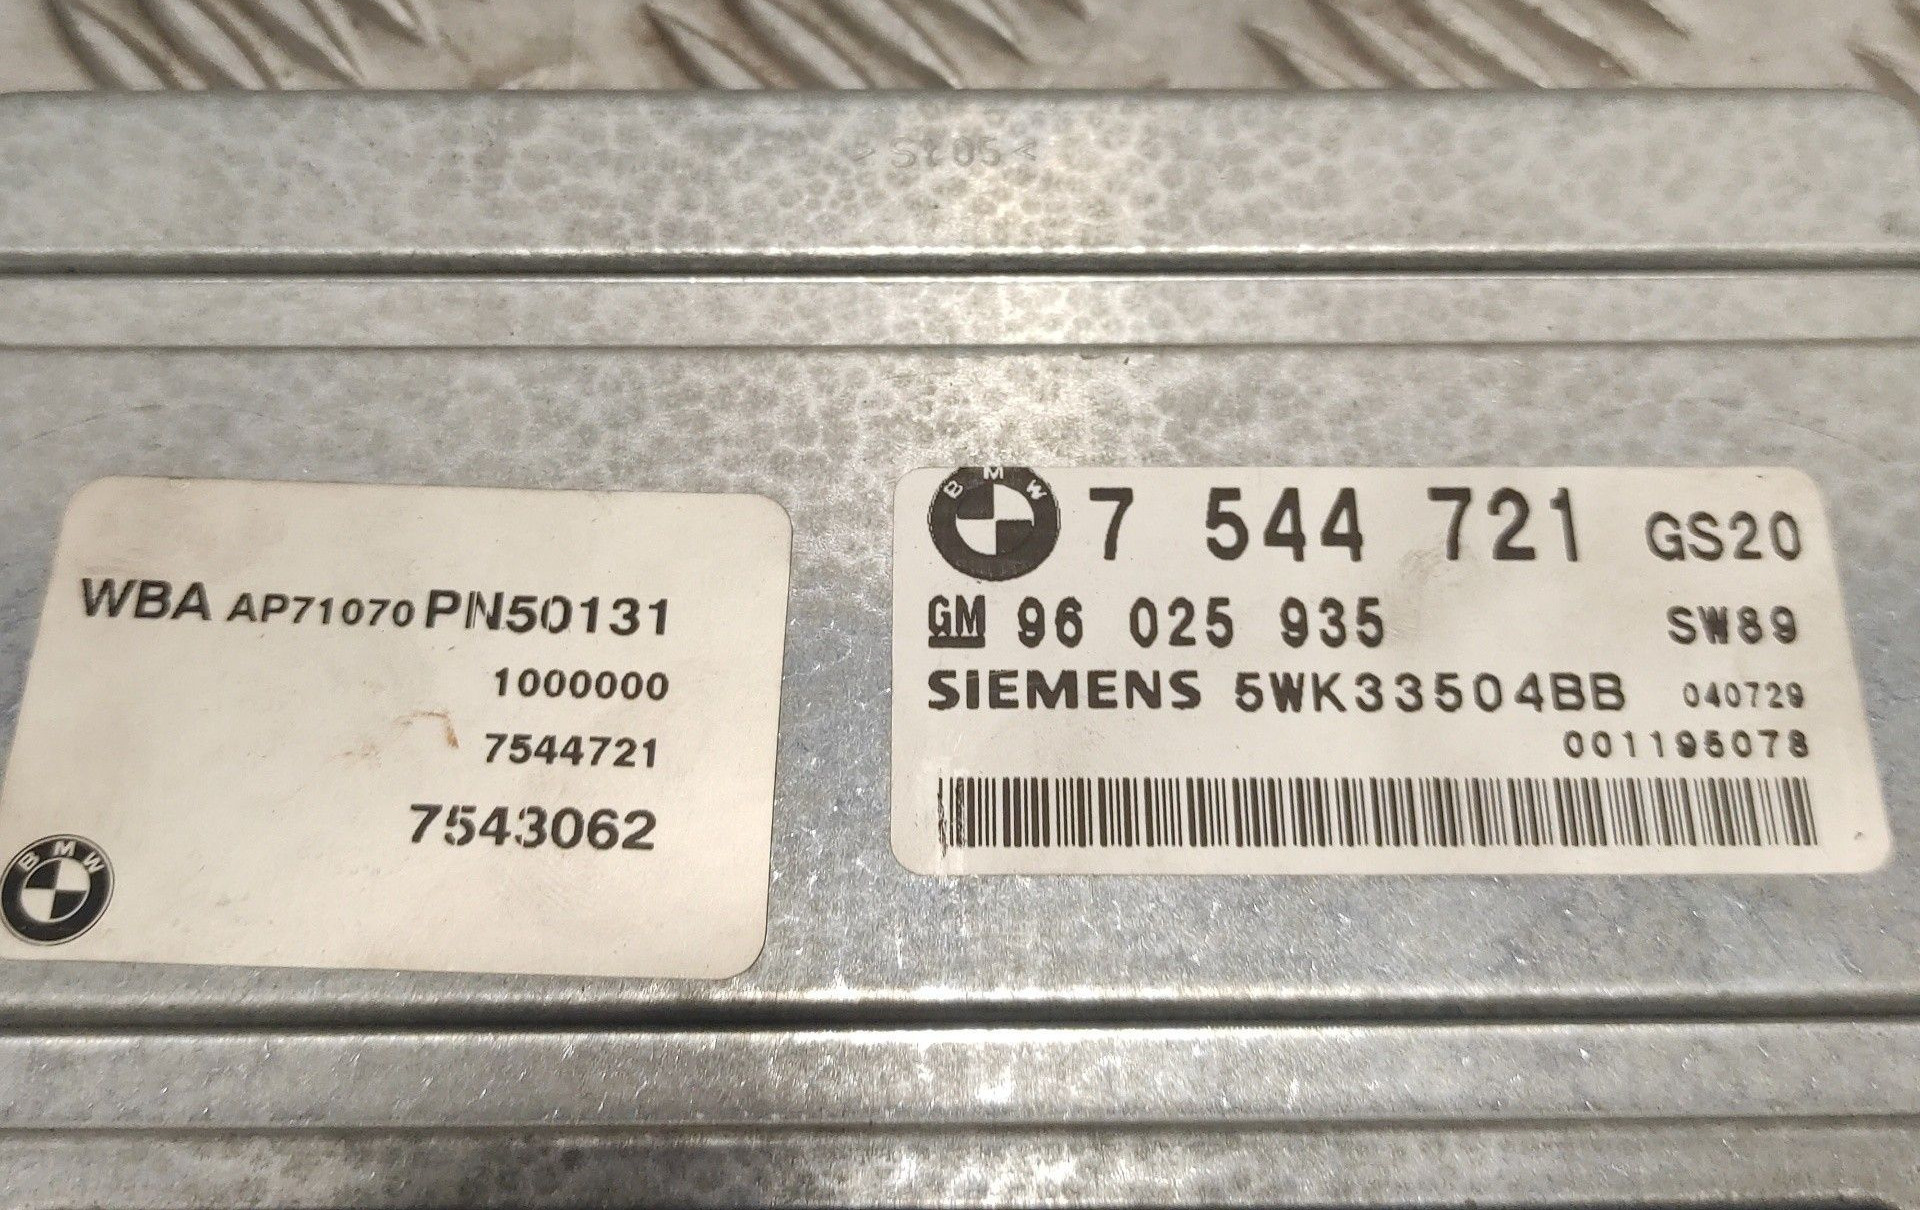 WBA AP71070 PN50131
1000000
7544721
7543062
BMW
BMW 7 544 721 GS20
GM 96 025 935 SW89
SIEMENS 5WK33504BB 040729
001195078